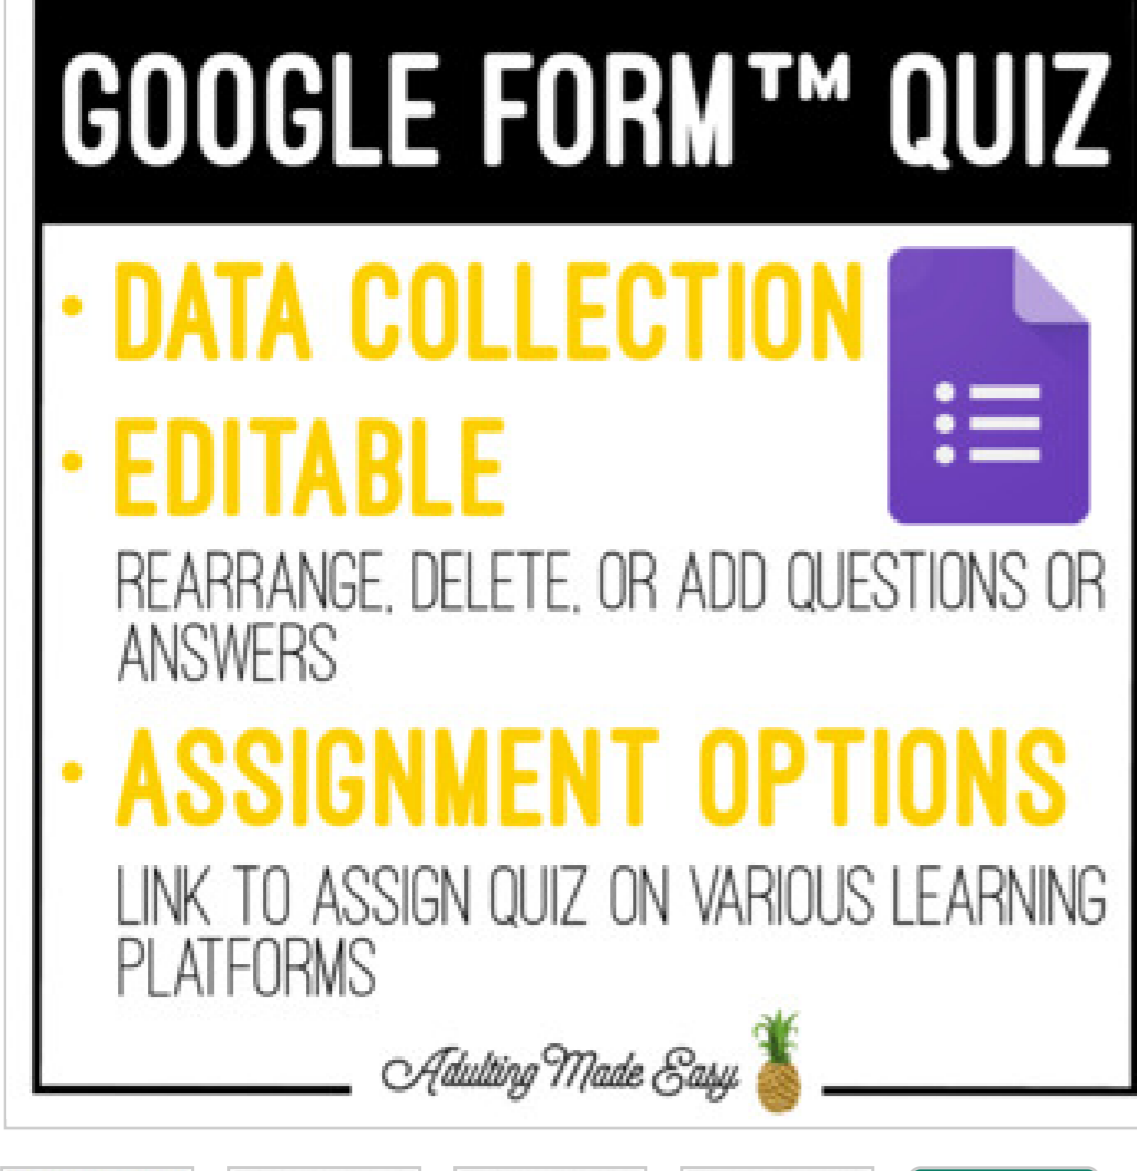 GOOGLE FORM™ QUIZ
• DATA COLLECTION
• EDITABLE
REARRANGE, DELETE, OR ADD QUESTIONS OR
ANSWERS
• ASSIGNMENT OPTIONS
LINK TO ASSIGN QUIZ ON VARIOUS LEARNING
PLATFORMS
Adulting Made Easy